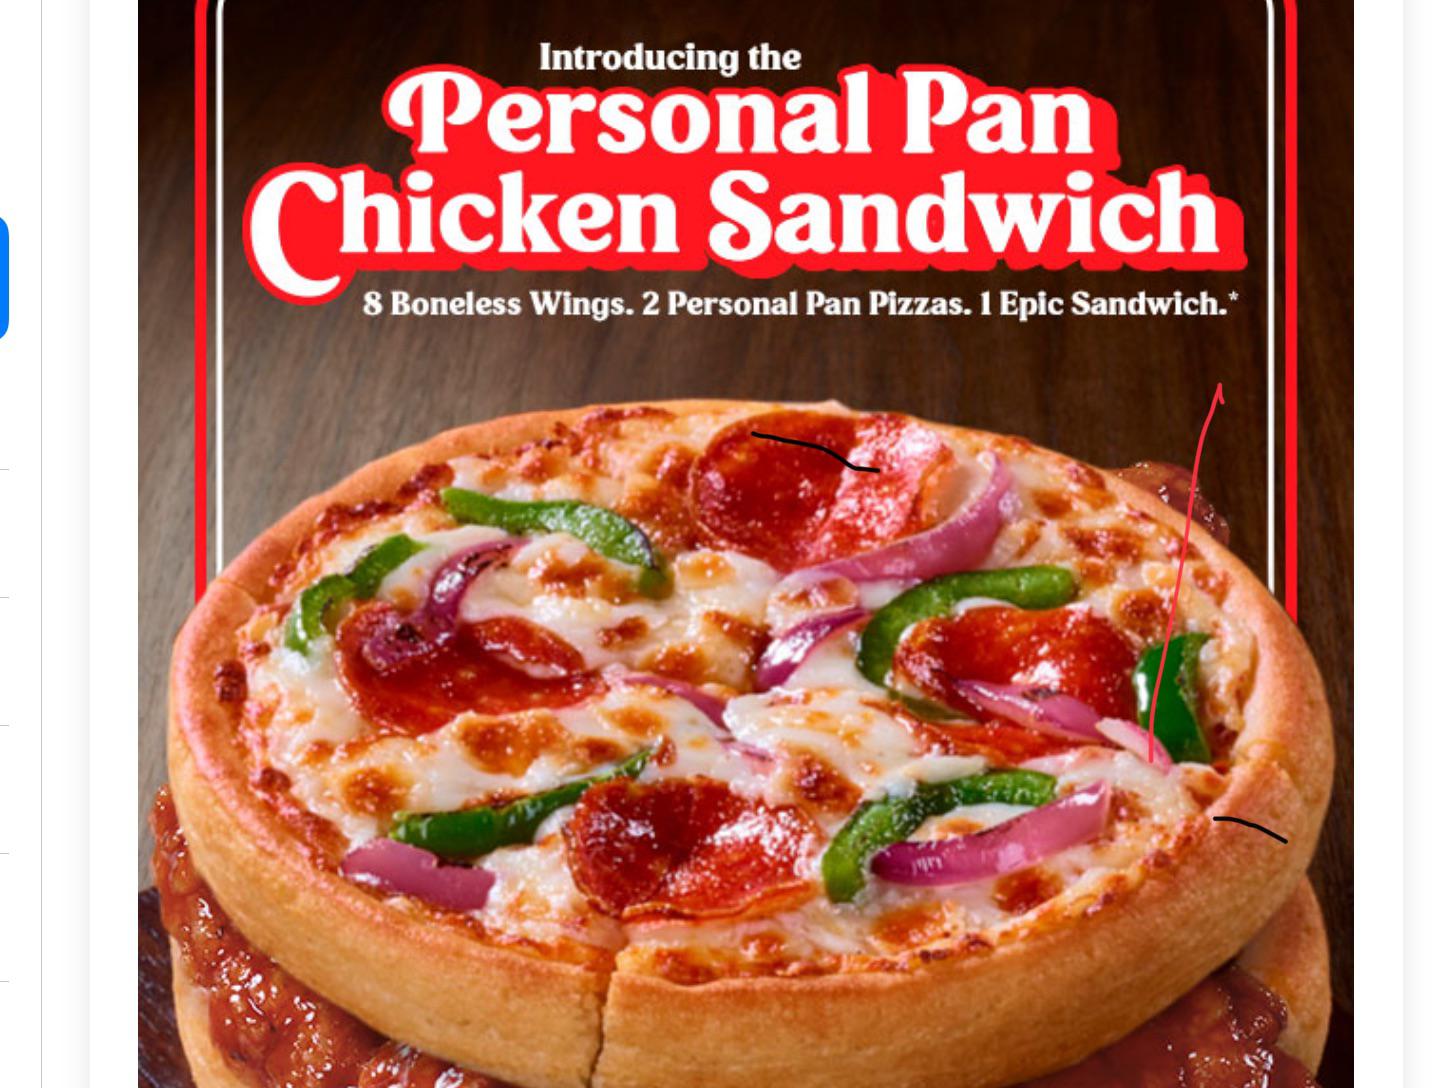 Introducing the
Personal Pan
Chicken Sandwich
8 Boneless Wings. 2 Personal Pan Pizzas. 1 Epic Sandwich.*